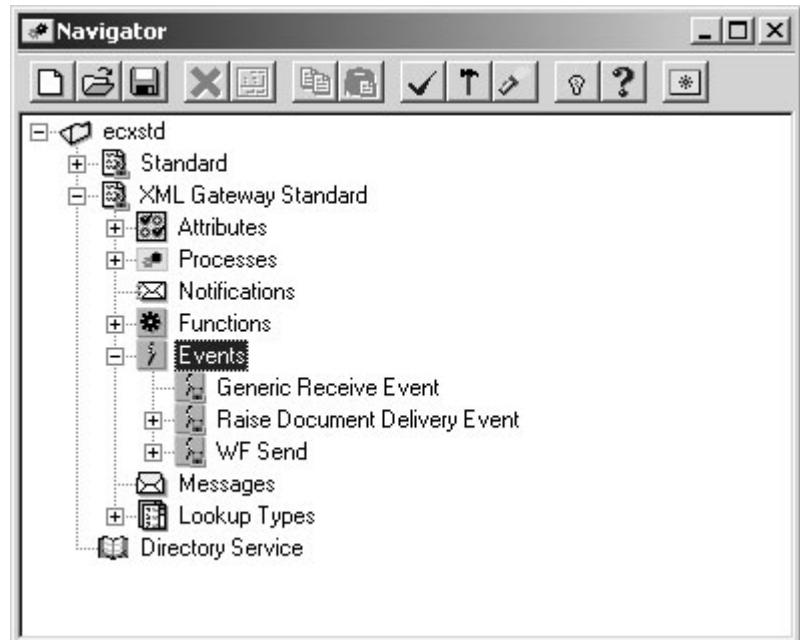 Navigator
ecxstd
Standard
XML Gateway Standard
Attributes
Processes
Notifications
Functions
Events
Generic Receive Event
Raise Document Delivery Event
WF Send
Messages
Lookup Types
Directory Service